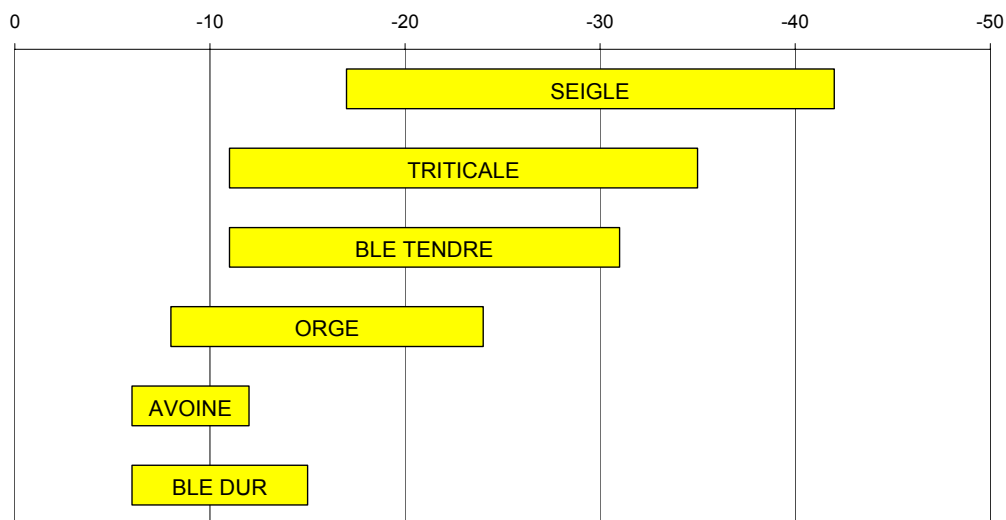 0 -10 -20 -30 -40 -50
SEIGLE
TRITICALE
BLE TENDRE
ORGE
AVOINE
BLE DUR